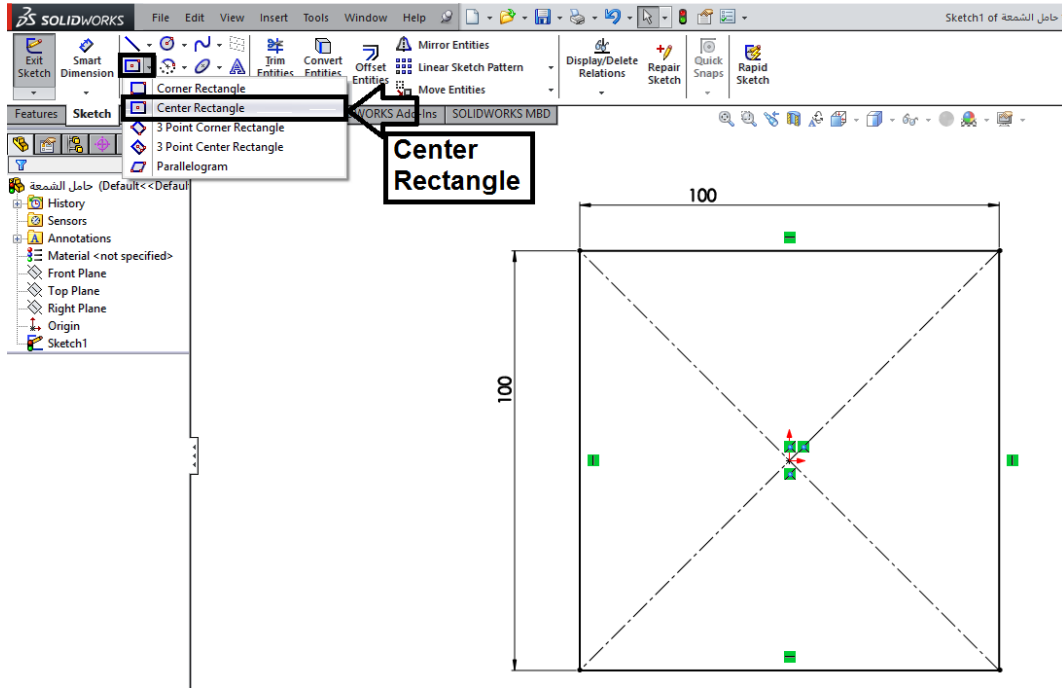 SOLIDWORKS File Edit View Insert Tools Window Help Sketch1 of حامل الشمعة
Exit Sketch
Smart Dimension
Trim Entities
Convert Entities
Offset Entities
Mirror Entities
Linear Sketch Pattern
Move Entities
Display/Delete Relations
Repair Sketch
Quick Snaps
Rapid Sketch
Corner Rectangle
Center Rectangle
3 Point Corner Rectangle
3 Point Center Rectangle
Parallelogram
Features Sketch WORKS Add-Ins SOLIDWORKS MBD
Center
Rectangle
حامل الشمعة (Default<<Defaul
History
Sensors
Annotations
Material <not specified>
Front Plane
Top Plane
Right Plane
Origin
Sketch1
100
100